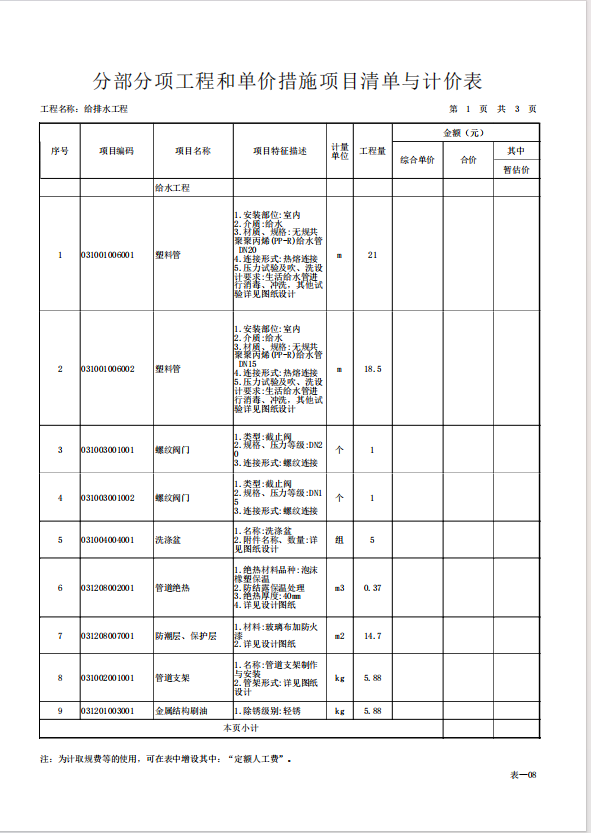 分部分项工程和单价措施项目清单与计价表
工程名称：给排水工程 第 1 页 共 3 页
序号 项目编码 项目名称 项目特征描述 计量单位 工程量 金额（元）
综合单价 合价 其中
暂估价
给水工程
1 031001006001 塑料管 m 21
1.安装部位:室内
2.介质:给水
3.材质、规格:无规共
聚聚丙烯(PP-R)给水管
DN20
4.连接形式:热熔连接
5.压力试验及吹、洗设
计要求:生活给水管进
行消毒、冲洗，其他试
验详见图纸设计
2 031001006002 塑料管 m 18.5
1.安装部位:室内
2.介质:给水
3.材质、规格:无规共
聚聚丙烯(PP-R)给水管
DN15
4.连接形式:热熔连接
5.压力试验及吹、洗设
计要求:生活给水管进
行消毒、冲洗，其他试
验详见图纸设计
3 031003001001 螺纹阀门 个 1
1.类型:截止阀
2.规格、压力等级:DN2
0
3.连接形式:螺纹连接
4 031003001002 螺纹阀门 个 1
1.类型:截止阀
2.规格、压力等级:DN1
5
3.连接形式:螺纹连接
5 031004004001 洗涤盆 组 5
1.名称:洗涤盆
2.附件名称、数量:详
见图纸设计
6 031208002001 管道绝热 m3 0.37
1.绝热材料品种:泡沫
橡塑保温
2.防结露保温处理
3.绝热厚度:40mm
4.详见设计图纸
7 031208007001 防潮层、保护层 m2 14.7
1.材料:玻璃布加防火
漆
2.详见设计图纸
8 031002001001 管道支架 kg 5.88
1.名称:管道支架制作
与安装
2.管架形式:详见图纸
设计
9 031201003001 金属结构刷油 1.除锈级别:轻锈 kg 5.88
本页小计
注：为计取规费等的使用，可在表中增设其中：“定额人工费”。
表—08